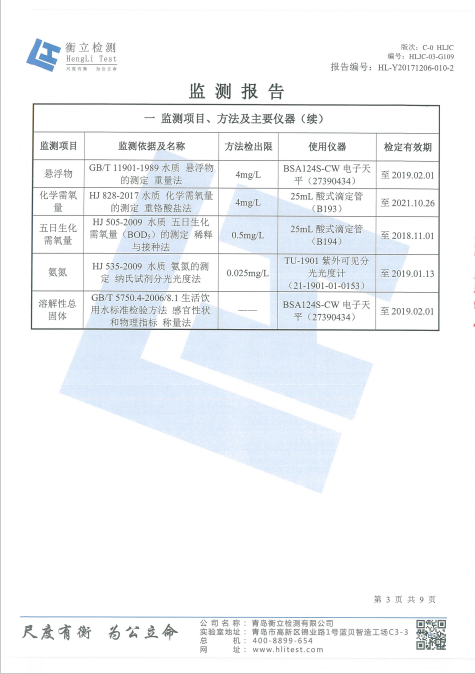 衡立检测
HengLi Test
尺度有衡 为公立命
版次：C-0 HLJC
编号：HLJC-03-G109
报告编号：HL-Y20171206-010-2
监测报告
一 监测项目、方法及主要仪器（续）
监测项目 监测依据及名称 方法检出限 使用仪器 检定有效期
悬浮物 GB/T 11901-1989 水质 悬浮物的测定 重量法 4mg/L BSA124S-CW 电子天平（27390434） 至 2019.02.01
化学需氧量 HJ 828-2017 水质 化学需氧量的测定 重铬酸盐法 4mg/L 25mL 酸式滴定管（B193） 至 2021.10.26
五日生化需氧量 HJ 505-2009 水质 五日生化需氧量（BOD₅）的测定 稀释与接种法 0.5mg/L 25mL 酸式滴定管（B194） 至 2018.11.01
氨氮 HJ 535-2009 水质 氨氮的测定 纳氏试剂分光光度法 0.025mg/L TU-1901 紫外可见分光光度计（21-1901-01-0153） 至 2019.01.13
溶解性总固体 GB/T 5750.4-2006/8.1 生活饮用水标准检验方法 感官性状和物理指标 称量法 —— BSA124S-CW 电子天平（27390434） 至 2019.02.01
第 3 页 共 9 页
尺度有衡 为公立命
公司名称：青岛衡立检测有限公司
实验室地址：青岛市高新区锦业路1号蓝贝智造工场C3-3
总机：400-8899-654
网址：www.hlitest.com